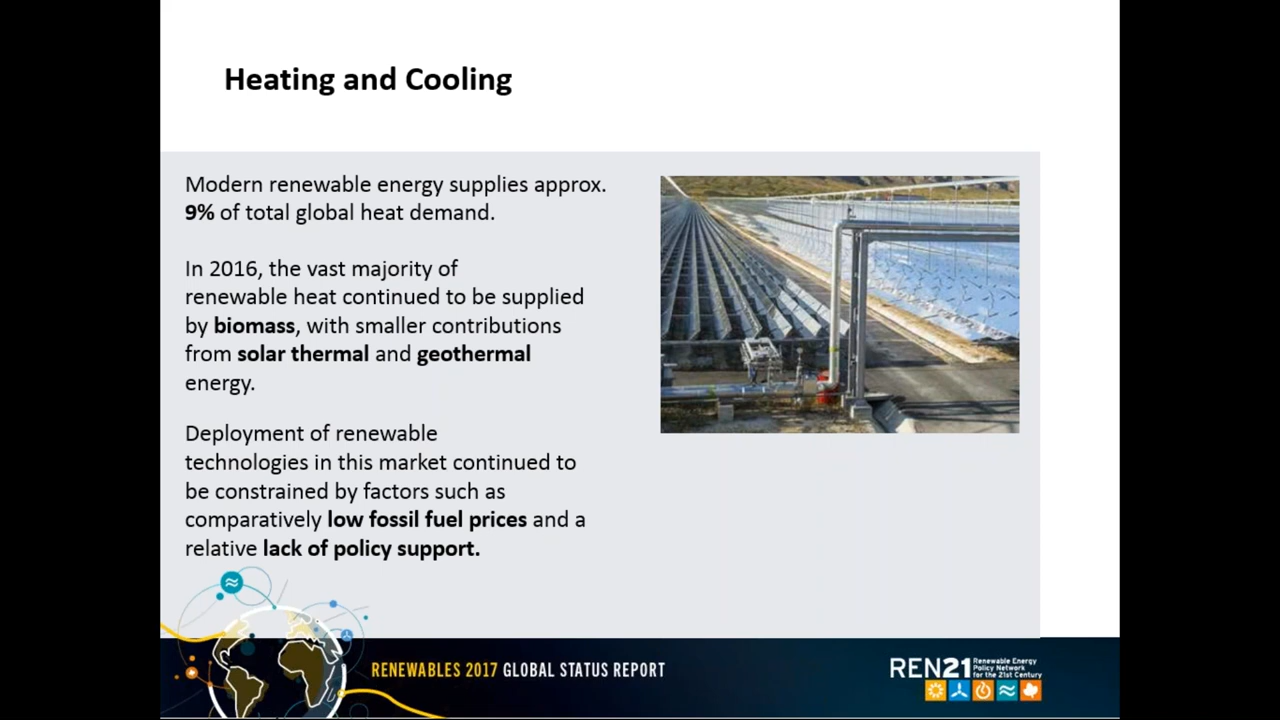 Heating and Cooling
Modern renewable energy supplies approx.
9% of total global heat demand.
In 2016, the vast majority of
renewable heat continued to be supplied
by biomass, with smaller contributions
from solar thermal and geothermal
energy.
Deployment of renewable
technologies in this market continued to
be constrained by factors such as
comparatively low fossil fuel prices and a
relative lack of policy support.
RENEWABLES 2017 GLOBAL STATUS REPORT
REN21
Renewable Energy
Policy Network
for the 21st Century